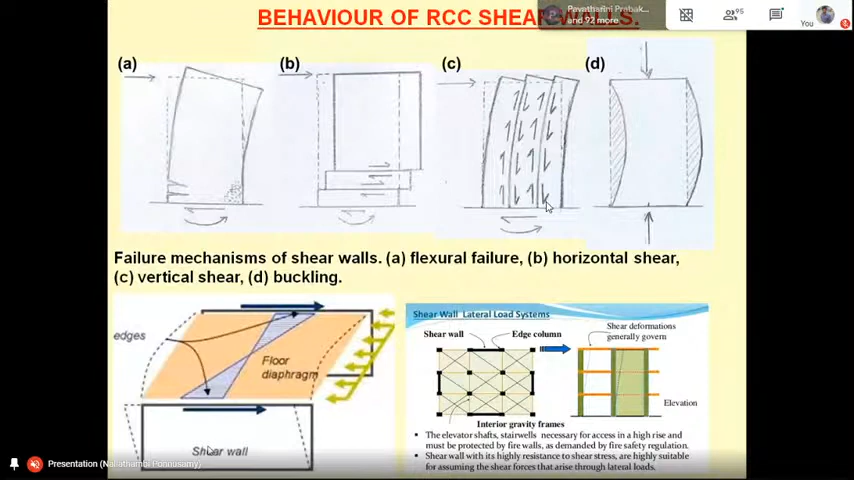 BEHAVIOUR OF RCC SHEAR WALLS.
and 92 more
95
You
(a)
(b)
(c)
(d)
Failure mechanisms of shear walls. (a) flexural failure, (b) horizontal shear,
(c) vertical shear, (d) buckling.
edges
Floor
diaphragm
Shear wall
Shear Wall Lateral Load Systems
Shear wall
Edge column
Shear deformations
generally govern
Elevation
Interior gravity frames
• The elevator shafts, stairwells necessary for access in a high rise and
must be protected by fire walls, as demanded by fire safety regulation.
• Shear wall with its highly resistance to shear stress, are highly suitable
for assuming the shear forces that arise through lateral loads.
Presentation (Nallathambi Ponnusamy)